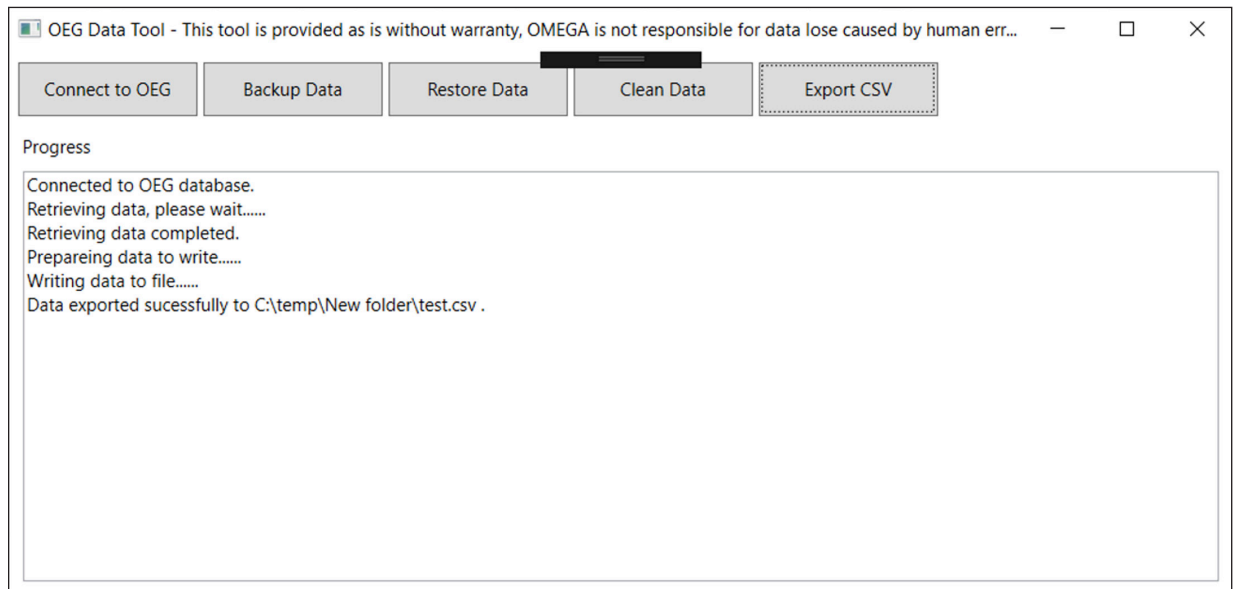 OEG Data Tool - This tool is provided as is without warranty, OMEGA is not responsible for data lose caused by human err...
Connect to OEG
Backup Data
Restore Data
Clean Data
Export CSV
Progress
Connected to OEG database.
Retrieving data, please wait......
Retrieving data completed.
Prepareing data to write......
Writing data to file......
Data exported sucessfully to C:\temp\New folder\test.csv .